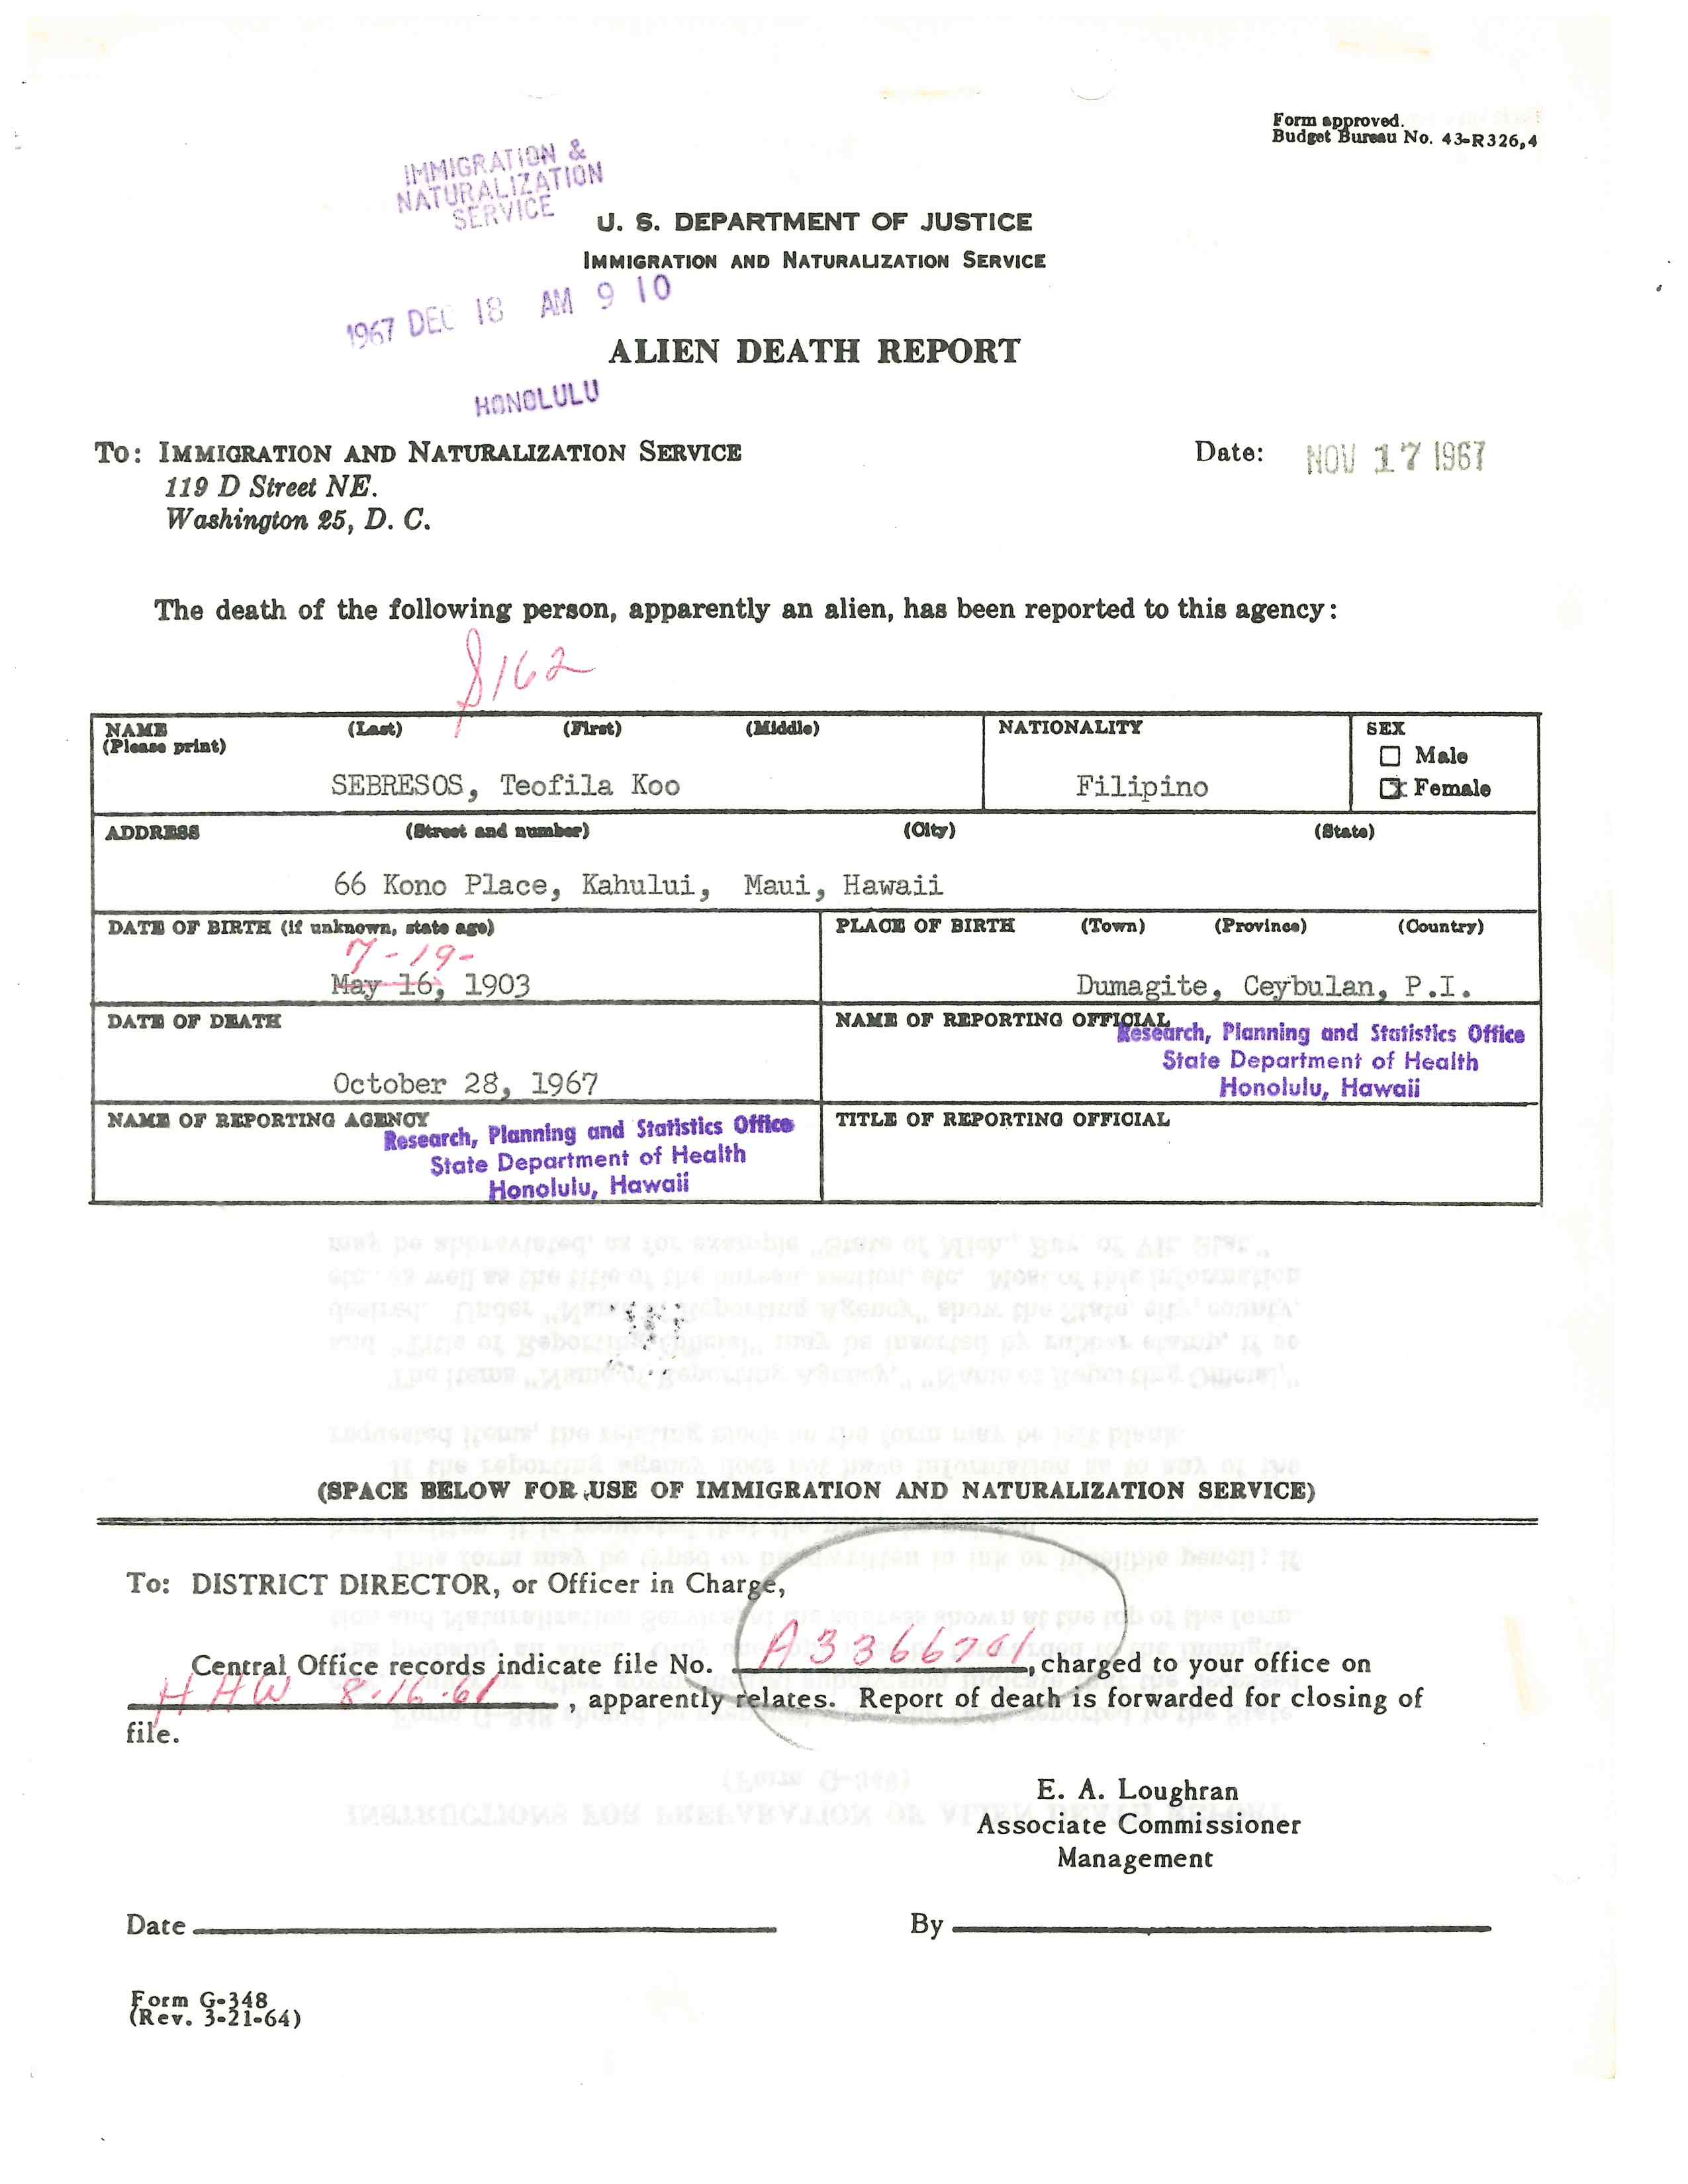 Form approved.
Budget Bureau No. 43-R326,4
IMMIGRATION &
NATURALIZATION
SERVICE
U. S. DEPARTMENT OF JUSTICE
IMMIGRATION AND NATURALIZATION SERVICE
1967 DEC 18 AM 9 10
ALIEN DEATH REPORT
HONOLULU
To: IMMIGRATION AND NATURALIZATION SERVICE
Date: NOV 17 1967
119 D Street NE.
Washington 25, D. C.
The death of the following person, apparently an alien, has been reported to this agency:
S162
NAME (Last) (First) (Middle)
(Please print)
SEBRESOS, Teofila Koo
NATIONALITY
Filipino
SEX
Male
Female
ADDRESS (Street and number) (City) (State)
66 Kono Place, Kahului, Maui, Hawaii
DATE OF BIRTH (if unknown, state age)
7-19-
May 16, 1903
PLACE OF BIRTH (Town) (Province) (Country)
Dumagite, Ceybulan, P.I.
DATE OF DEATH
October 28, 1967
NAME OF REPORTING OFFICIAL
Research, Planning and Statistics Office
State Department of Health
Honolulu, Hawaii
NAME OF REPORTING AGENCY
Research, Planning and Statistics Office
State Department of Health
Honolulu, Hawaii
TITLE OF REPORTING OFFICIAL
(SPACE BELOW FOR USE OF IMMIGRATION AND NATURALIZATION SERVICE)
To: DISTRICT DIRECTOR, or Officer in Charge,
Central Office records indicate file No. A3366201, charged to your office on
HHW 8-16-61, apparently relates. Report of death is forwarded for closing of
file.
E. A. Loughran
Associate Commissioner
Management
Date
By
Form G-348
(Rev. 3-21-64)